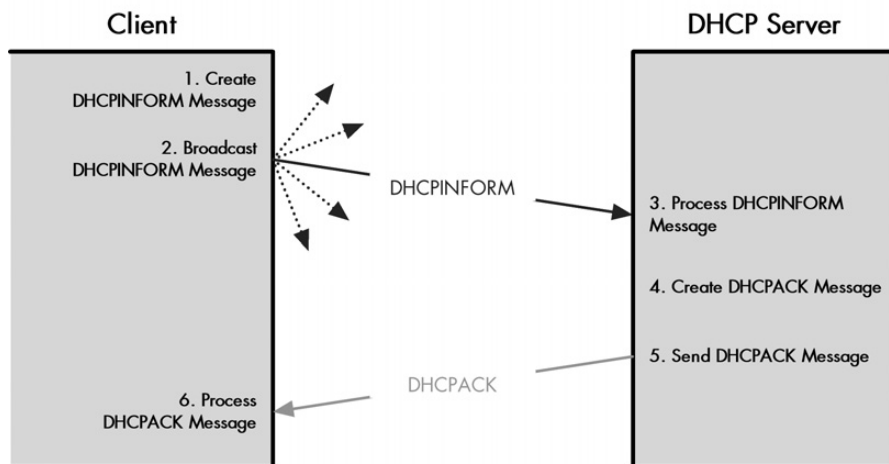 Client
DHCP Server
1. Create
DHCPINFORM Message
2. Broadcast
DHCPINFORM Message
DHCPINFORM
3. Process DHCPINFORM
Message
4. Create DHCPACK Message
5. Send DHCPACK Message
DHCPACK
6. Process
DHCPACK Message